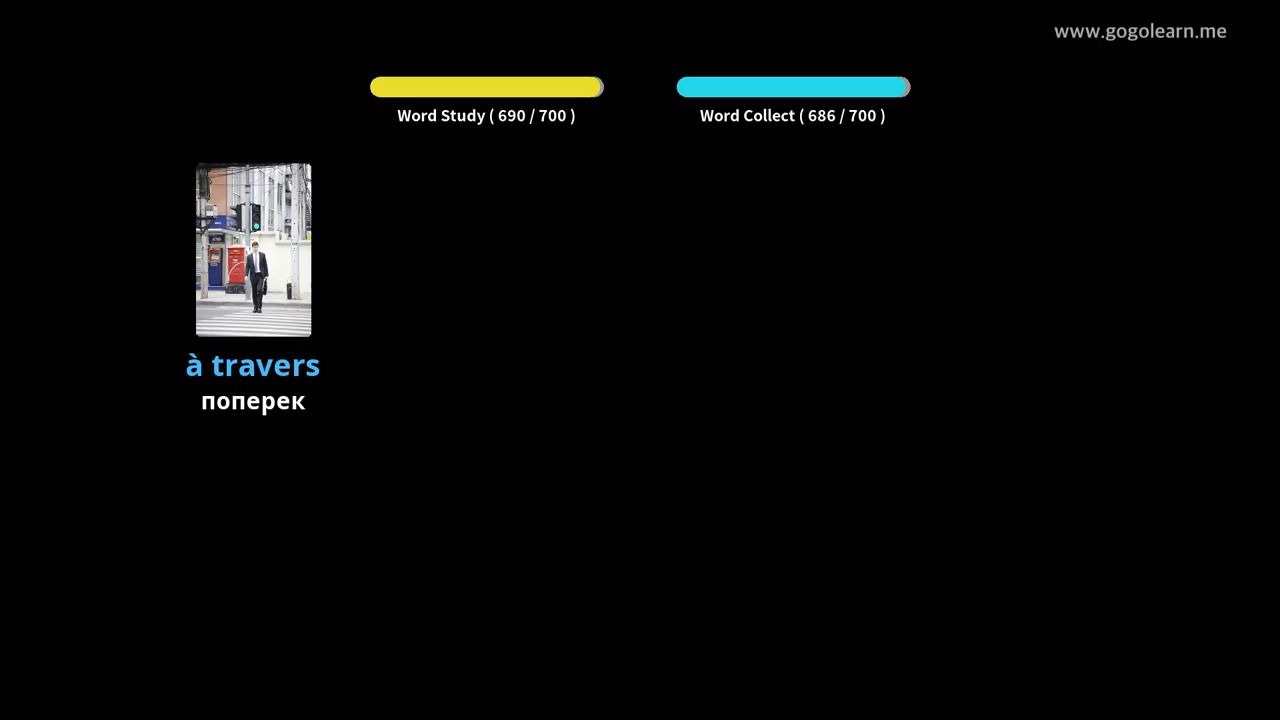 www.gogolearn.me
Word Study ( 690 / 700 )
Word Collect ( 686 / 700 )
à travers
поперек